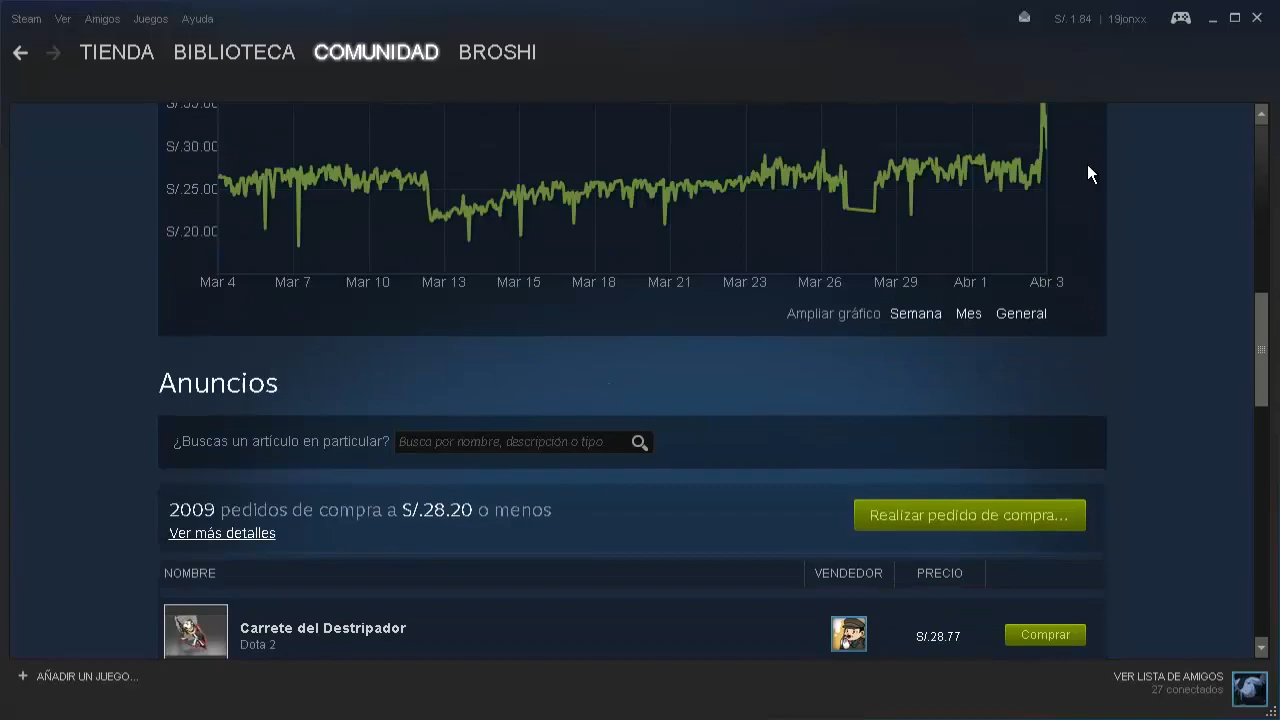 Steam Ver Amigos Juegos Ayuda S/. 1.84 | 19jonxx
TIENDA BIBLIOTECA COMUNIDAD BROSHI
S/.35.00
S/.30.00
S/.25.00
S/.20.00
Mar 4 Mar 7 Mar 10 Mar 13 Mar 15 Mar 18 Mar 21 Mar 23 Mar 26 Mar 29 Abr 1 Abr 3
Ampliar gráfico Semana Mes General
Anuncios
¿Buscas un artículo en particular? Busca por nombre, descripción o tipo
2009 pedidos de compra a S/.28.20 o menos
Realizar pedido de compra...
Ver más detalles
NOMBRE VENDEDOR PRECIO
Carrete del Destripador
Dota 2
S/.28.77
Comprar
+ AÑADIR UN JUEGO...
VER LISTA DE AMIGOS
27 conectados